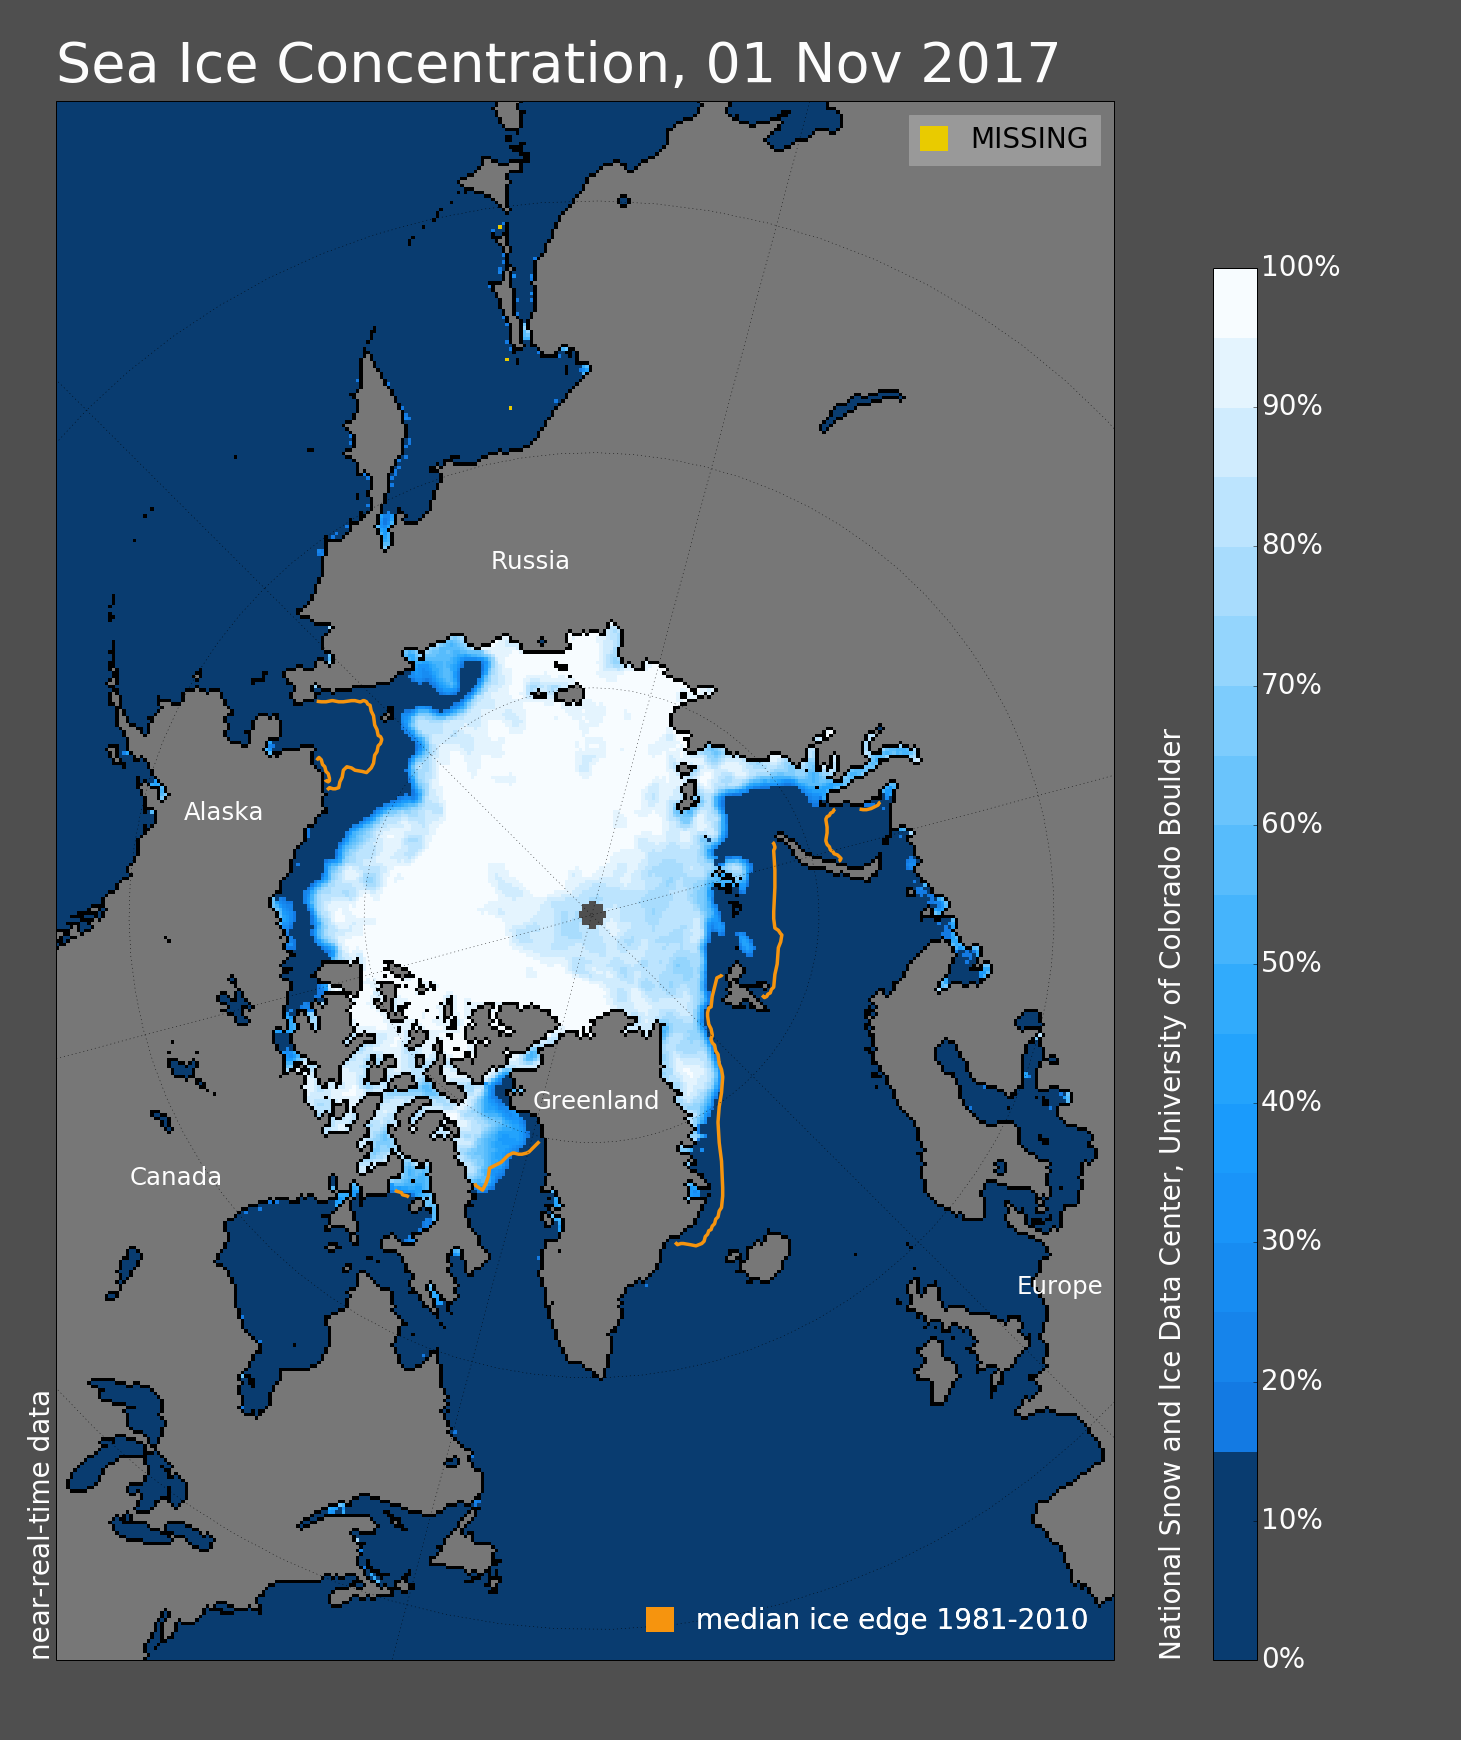 Sea Ice Concentration, 01 Nov 2017
MISSING
Russia
Alaska
Greenland
Canada
Europe
median ice edge 1981-2010
near-real-time data
National Snow and Ice Data Center, University of Colorado Boulder
100%
90%
80%
70%
60%
50%
40%
30%
20%
10%
0%